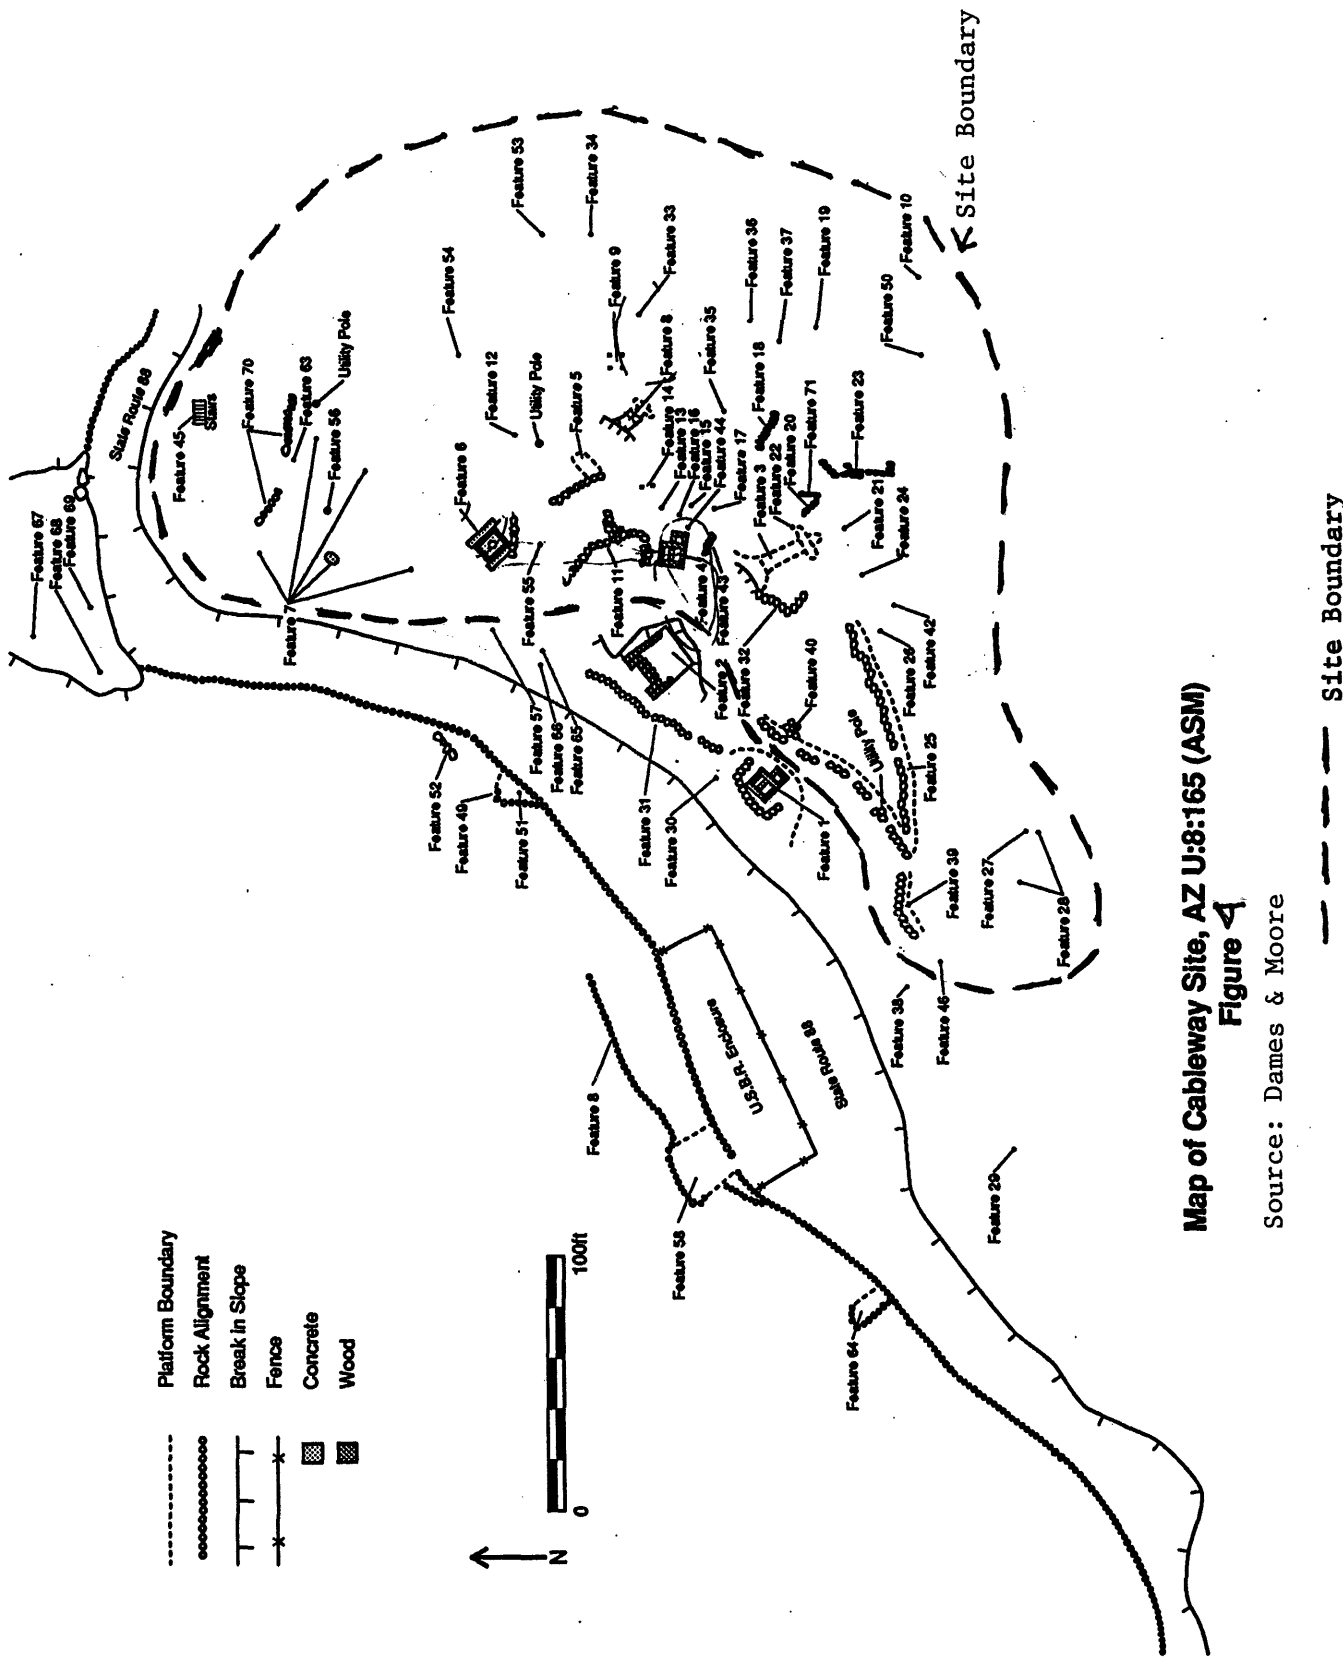 Platform Boundary
Rock Alignment
Break in Slope
Fence
Concrete
Wood
N
0
100ft
Feature 67
Feature 68
Feature 69
State Route 88
Feature 45
Stairs
Feature 70
Feature 63
Utility Pole
Feature 56
Feature 7
Feature 54
Feature 53
Feature 34
Feature 12
Utility Pole
Feature 5
Feature 6
Feature 9
Feature 33
Feature 8
Feature 14
Feature 13
Feature 16
Feature 15
Feature 44
Feature 35
Feature 17
Feature 36
Feature 37
Feature 19
Feature 18
Feature 3
Feature 22
Feature 20
Feature 71
Feature 23
Feature 21
Feature 24
Feature 50
Feature 10
Site Boundary
Feature 55
Feature 11
Feature 4
Feature 43
Feature 2
Feature 32
Feature 40
Feature 42
Feature 26
Utility Pole
Feature 25
Feature 57
Feature 66
Feature 65
Feature 52
Feature 49
Feature 51
Feature 31
Feature 30
Feature 1
Feature 39
Feature 27
Feature 28
Feature 38
Feature 46
Feature 8
U.S.B.R. Enclosure
State Route 88
Feature 58
Feature 64
Feature 29
Map of Cableway Site, AZ U:8:165 (ASM)
Figure 4
Source: Dames & Moore
Site Boundary